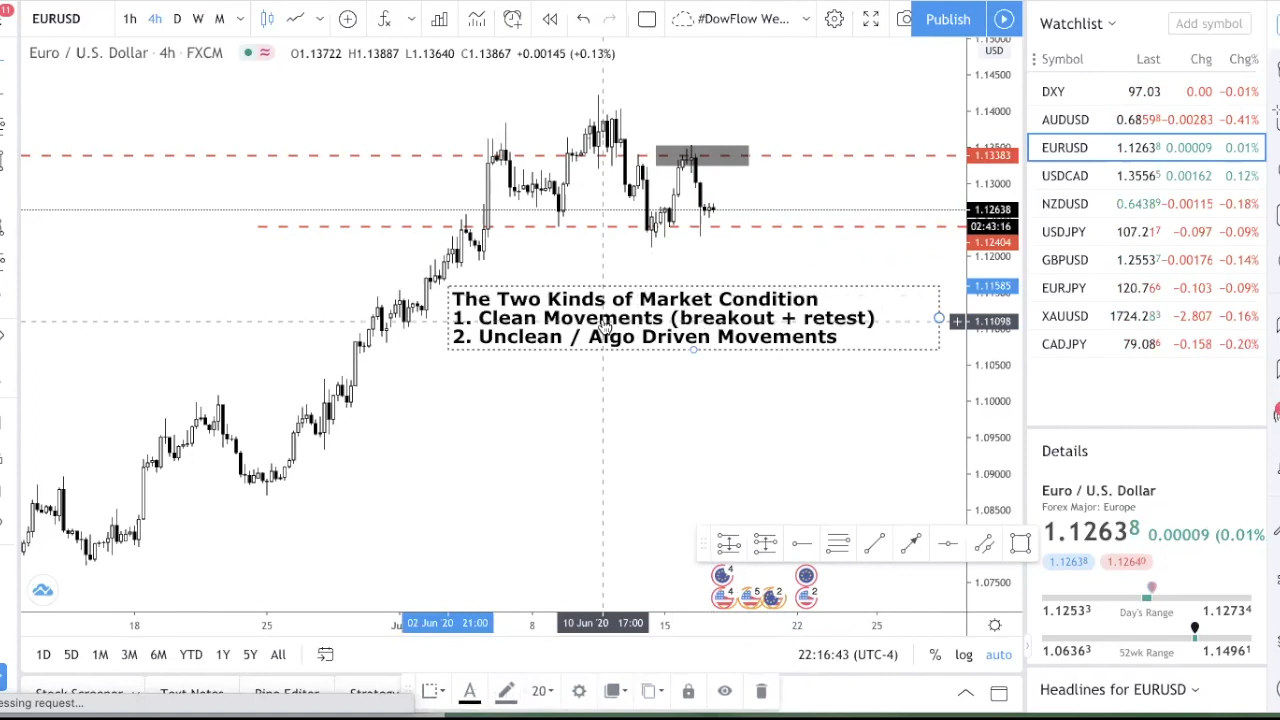 11
EURUSD 1h 4h D W M #DowFlow We... Publish
Euro / U.S. Dollar · 4h · FXCM .13722 H1.13887 L1.13640 C1.13867 +0.00145 (+0.13%)
USD
1.14500
1.14000
1.13383
1.13000
1.12638
02:43:16
1.12404
1.12000
1.11585
1.11098
1.10500
1.10000
1.09500
1.09000
1.08500
1.07500
The Two Kinds of Market Condition
1. Clean Movements (breakout + retest)
2. Unclean / Algo Driven Movements
4
4 5 2 2
18 25 Ju 02 Jun '20 21:00 8 10 Jun '20 17:00 15 22 25
1D 5D 1M 3M 6M YTD 1Y 5Y All 22:16:43 (UTC-4) % log auto
Stock Screener Text Notes Pine Editor Strategy
20
essing request...
Watchlist Add symbol
Symbol Last Chg Chg%
DXY 97.03 0.00 −0.01%
AUDUSD 0.68598 −0.00283 −0.41%
EURUSD 1.12638 0.00009 0.01%
USDCAD 1.35565 0.00162 0.12%
NZDUSD 0.64389 −0.00115 −0.18%
USDJPY 107.217 −0.097 −0.09%
GBPUSD 1.25537 −0.00176 −0.14%
EURJPY 120.766 −0.103 −0.09%
XAUUSD 1724.283 −2.807 −0.16%
CADJPY 79.086 −0.158 −0.20%
Details
Euro / U.S. Dollar
Forex Major: Europe
1.12638 0.00009 (0.01%
1.12638 1.12640
1.12533 Day's Range 1.12734
1.06363 52wk Range 1.14961
Headlines for EURUSD